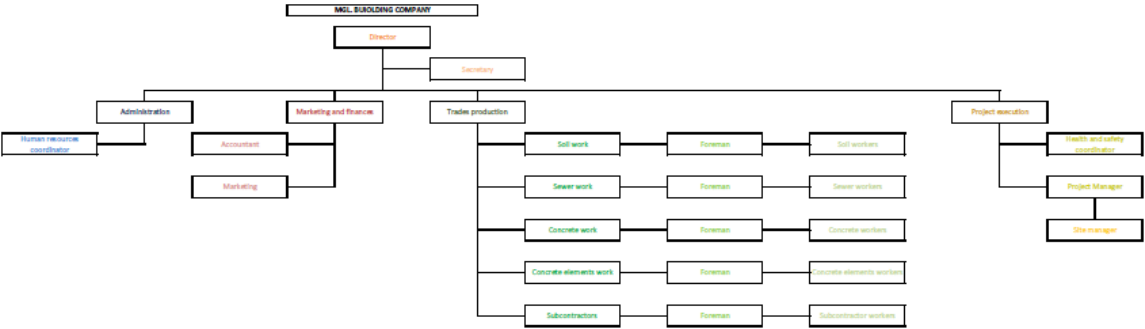 MGL. BUIOLDING COMPANY
Director
Secretary
Administration
Marketing and finances
Trades production
Project execution
Human resources
coordinator
Accountant
Soil work
Foreman
Soil workers
Health and safety
coordinator
Marketing
Sewer work
Foreman
Sewer workers
Project Manager
Concrete work
Foreman
Concrete workers
Site manager
Concrete elements work
Foreman
Concrete elements workers
Subcontractors
Foreman
Subcontractor workers